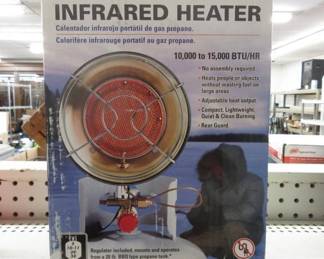 INFRARED HEATER
Calentador infrarojo portátil de gas propano.
Calorifère infrarouge portatif au gaz propane.
10,000 to 15,000 BTU/HR
- No assembly required
- Heats people or objects
without wasting fuel on
large areas
- Adjustable heat output
- Compact, Lightweight,
Quiet & Clean Burning
- Rear Guard
Regulator included, mounts and operates
from a 20 lb. BBQ type propane tank.*